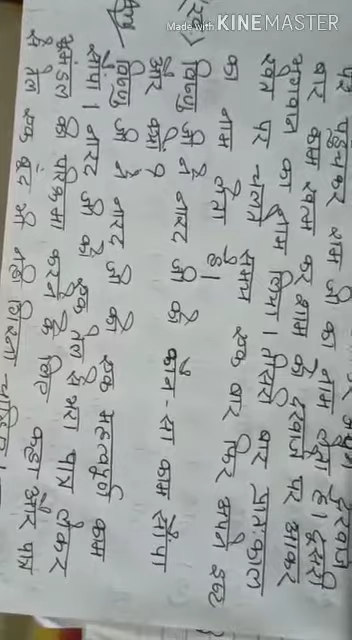 Made with KINEMASTER
पर पहुँचकर राम जी का नाम लेता है। दूसरी
बार काम खत्म कर शाम को दरवाजे पर आकर
भगवान का नाम लिया। तीसरी बार प्रातःकाल
खेत पर चलते समय एक बार फिर अपने इष्ट
का नाम लेता है।
विष्णु जी ने नारद जी को कौन-सा काम सौंपा
और क्यों?
विष्णु जी ने नारद जी को एक महत्वपूर्ण काम
सौंपा। नारद जी को एक तेल से भरा पात्र लेकर
भूमंडल की परिक्रमा करने के लिए कहा और पात्र
से तेल एक बूंद भी नहीं गिरना चाहिए।